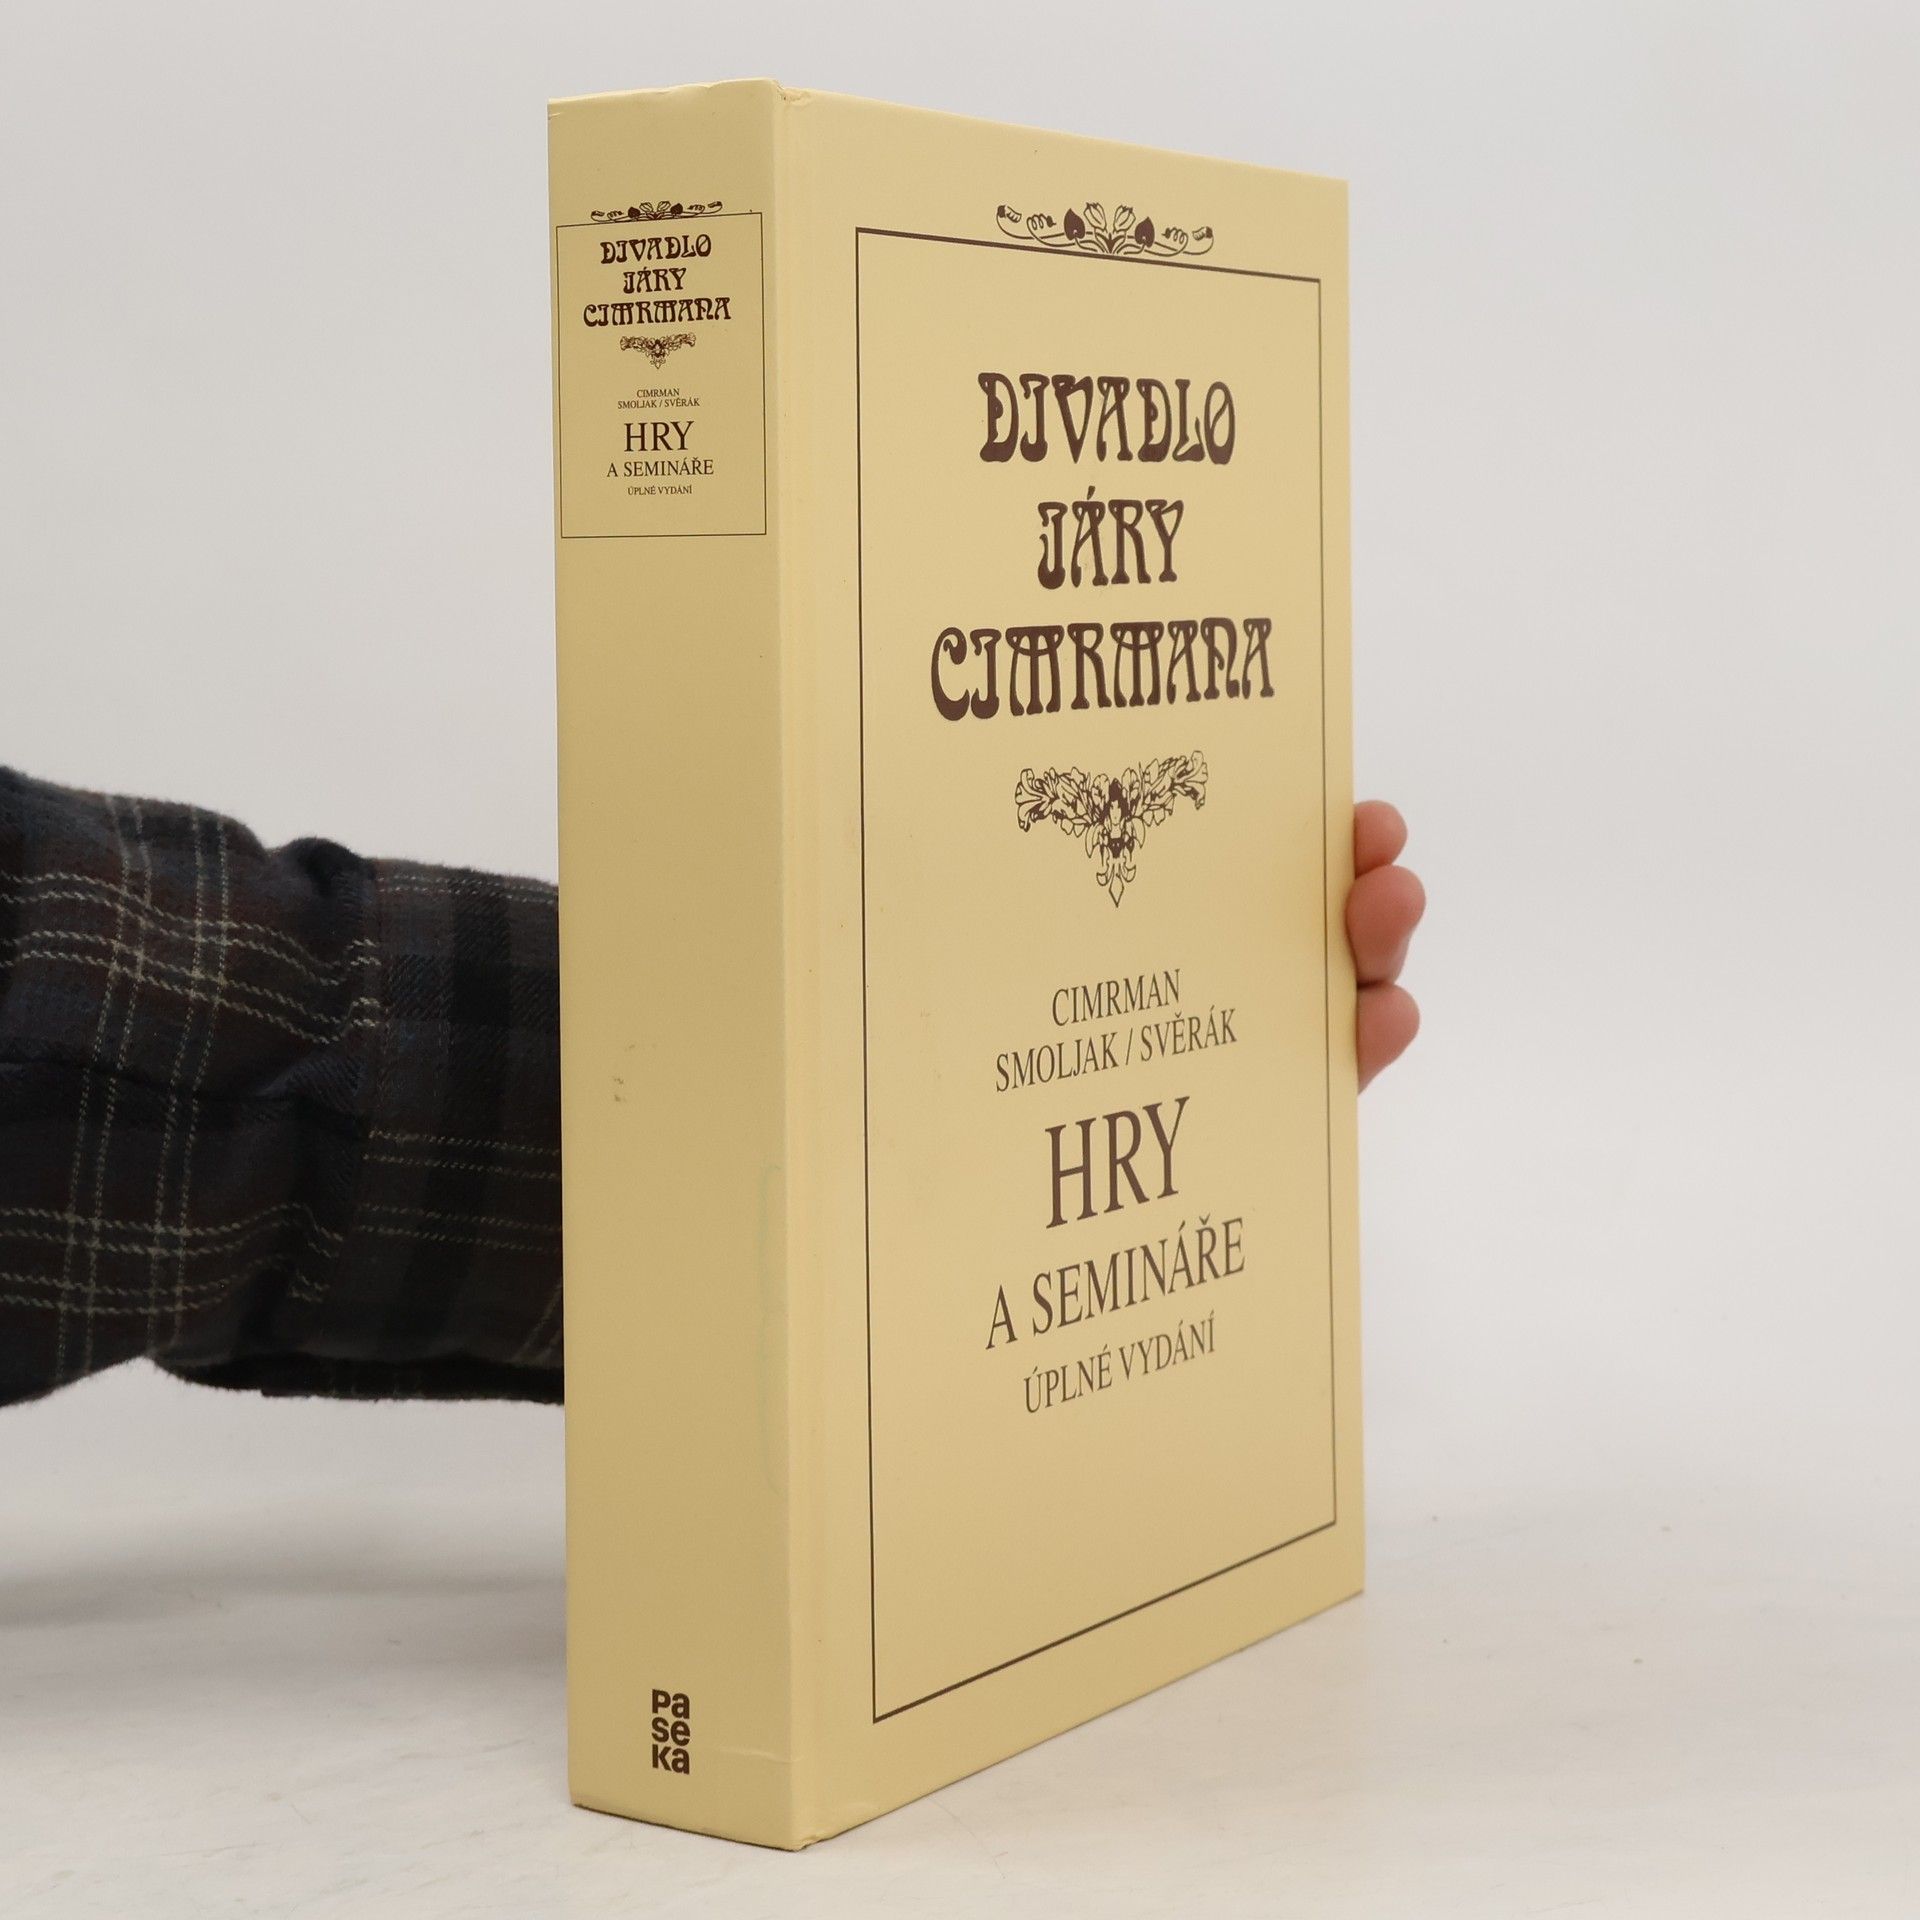 DIVADLO
JÁRY
CIMRMANA
CIMRMAN
SMOLJAK / SVĚRÁK
HRY
A SEMINÁŘE
ÚPLNÉ VYDÁNÍ
Pa
se
Ka
DIVADLO
JÁRY
CIMRMANA
CIMRMAN
SMOLJAK / SVĚRÁK
HRY
A SEMINÁŘE
ÚPLNÉ VYDÁNÍ